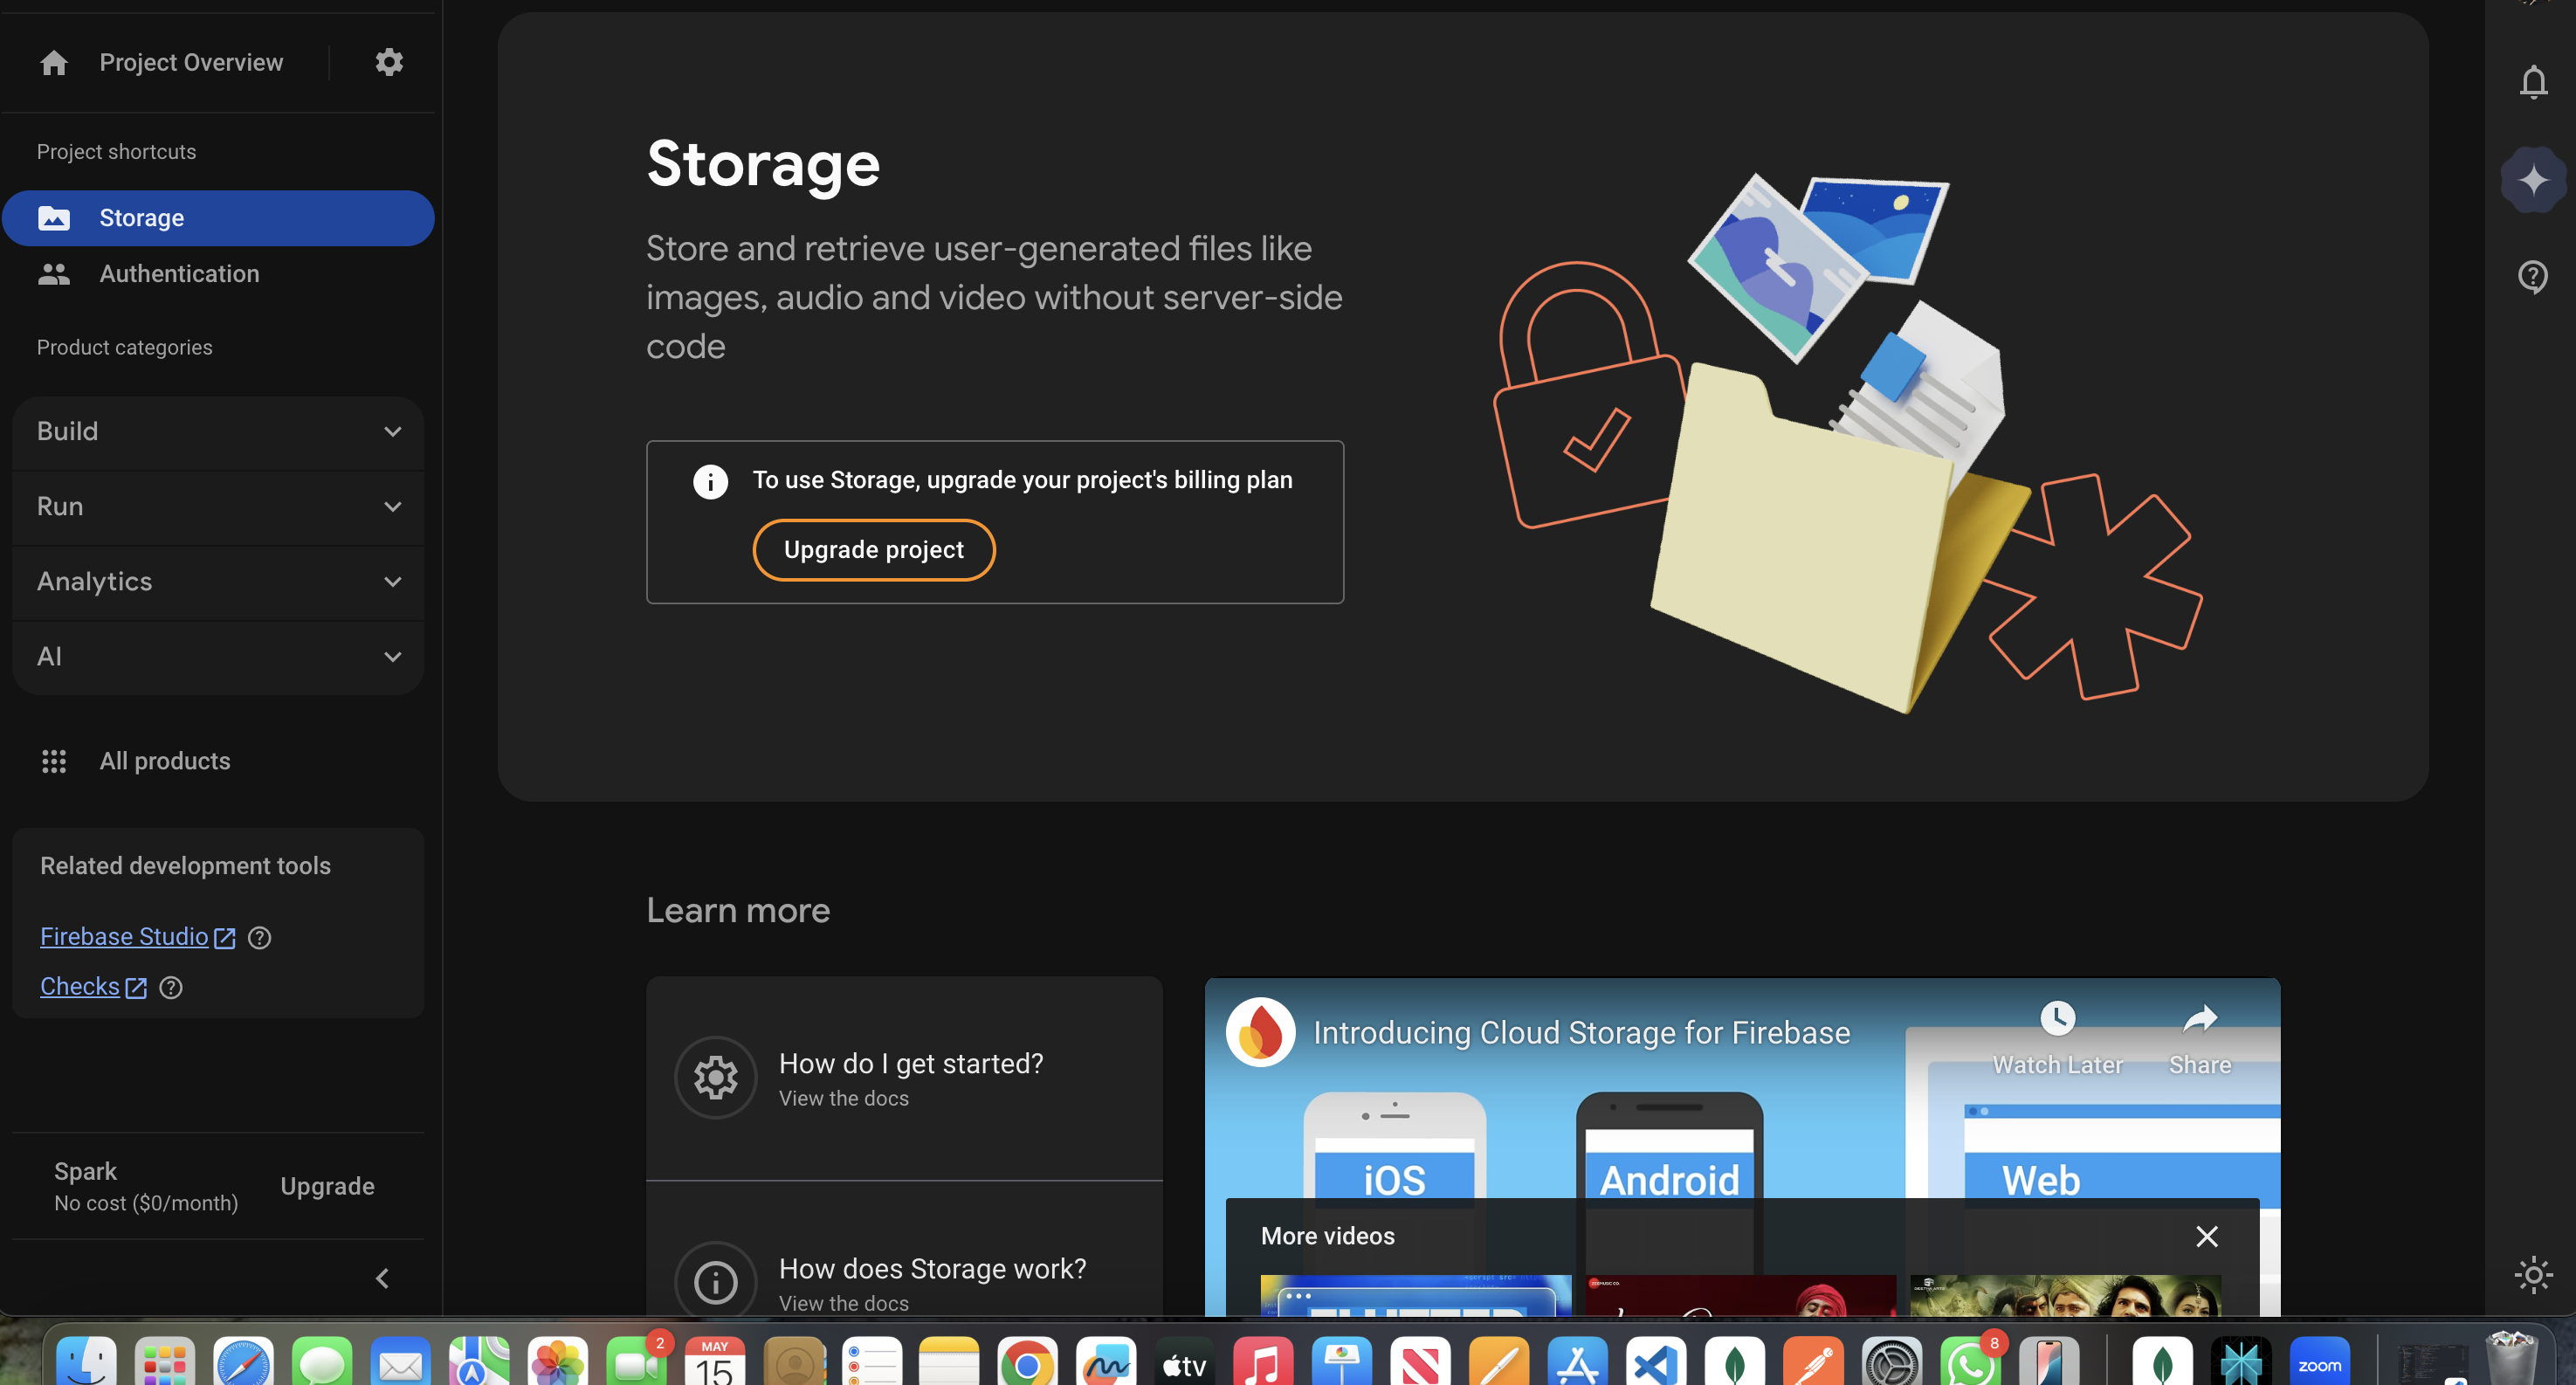 Project Overview
Project shortcuts
Storage
Authentication
Product categories
Build
Run
Analytics
AI
All products
Related development tools
Firebase Studio
Checks
Spark
No cost ($0/month)
Upgrade
Storage
Store and retrieve user-generated files like
images, audio and video without server-side
code
To use Storage, upgrade your project's billing plan
Upgrade project
Learn more
How do I get started?
View the docs
How does Storage work?
View the docs
Introducing Cloud Storage for Firebase
Watch Later
Share
iOS
Android
Web
More videos
2
MAY
15
tv
8
zoom